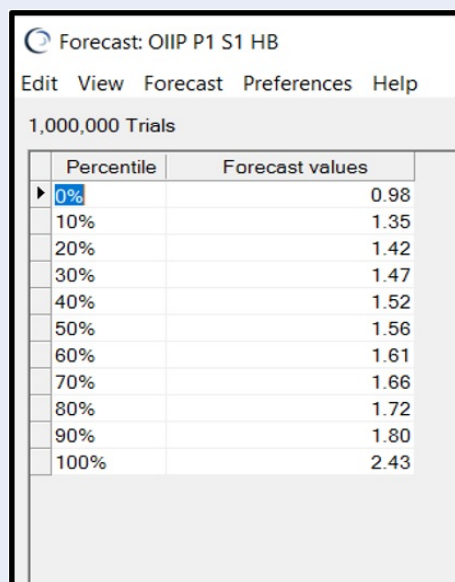 Forecast: OIIP P1 S1 HB
Edit View Forecast Preferences Help
1,000,000 Trials
Percentile Forecast values
0% 0.98
10% 1.35
20% 1.42
30% 1.47
40% 1.52
50% 1.56
60% 1.61
70% 1.66
80% 1.72
90% 1.80
100% 2.43